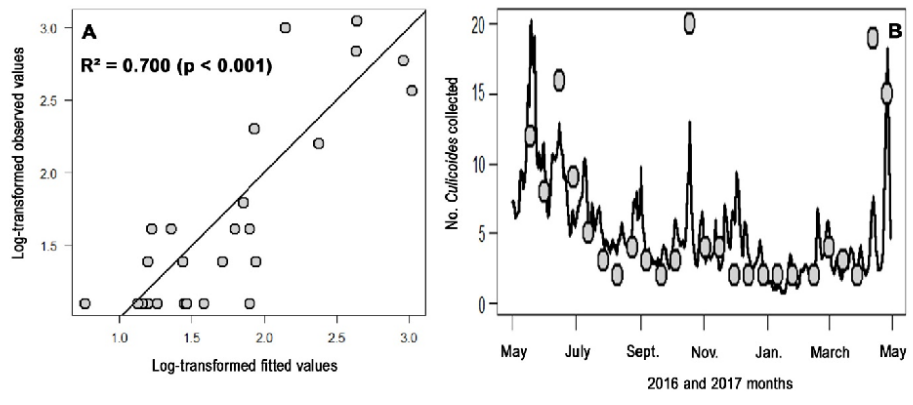 A
R² = 0.700 (p < 0.001)
Log-transformed observed values
3.0
2.5
2.0
1.5
1.0 1.5 2.0 2.5 3.0
Log-transformed fitted values
B
No. Culicoides collected
20
15
10
5
0
May July Sept. Nov. Jan. March May
2016 and 2017 months